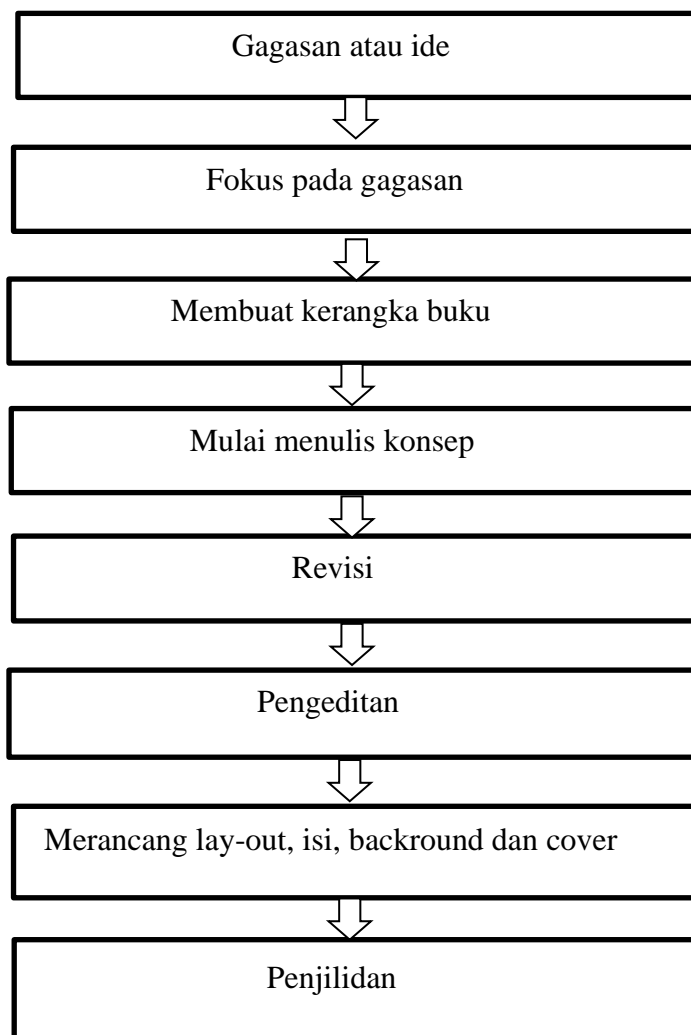 Gagasan atau ide
Fokus pada gagasan
Membuat kerangka buku
Mulai menulis konsep
Revisi
Pengeditan
Merancang lay-out, isi, backround dan cover
Penjilidan